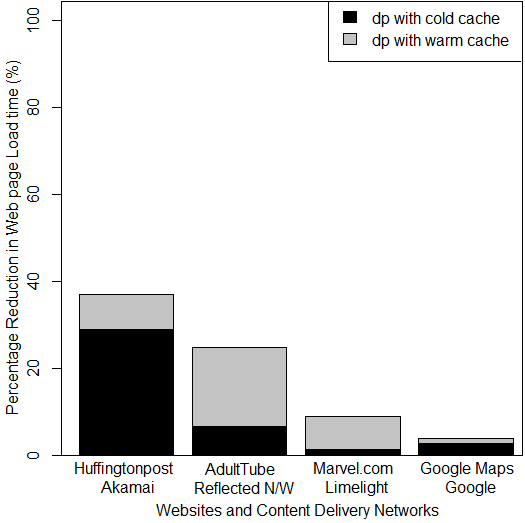 dp with cold cache
dp with warm cache
Percentage Reduction in Web page Load time (%)
100
80
60
40
20
0
Huffingtonpost AdultTube Marvel.com Google Maps
Akamai Reflected N/W Limelight Google
Websites and Content Delivery Networks